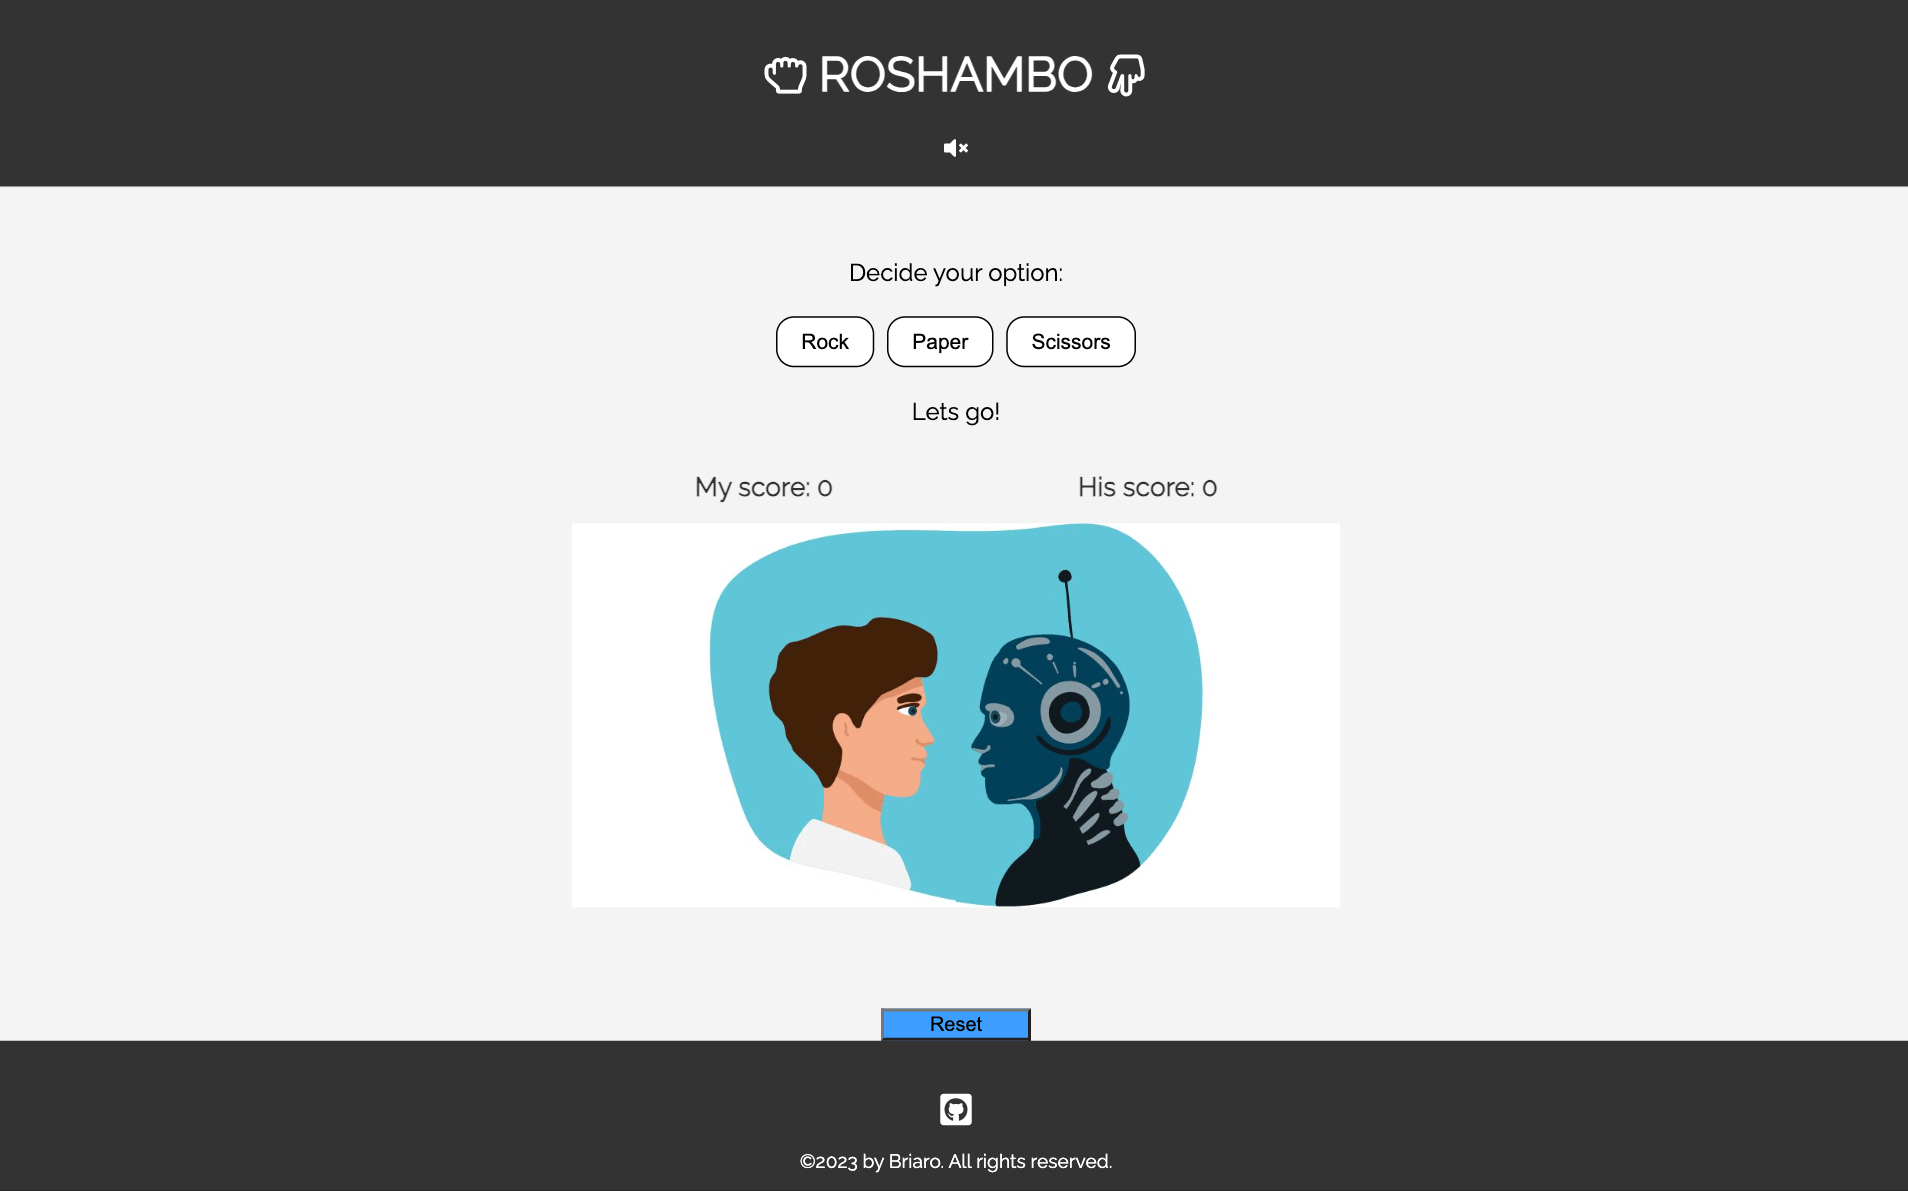 ROSHAMBO
Decide your option:
Rock Paper Scissors
Lets go!
My score: 0 His score: 0
Reset
©2023 by Briaro. All rights reserved.